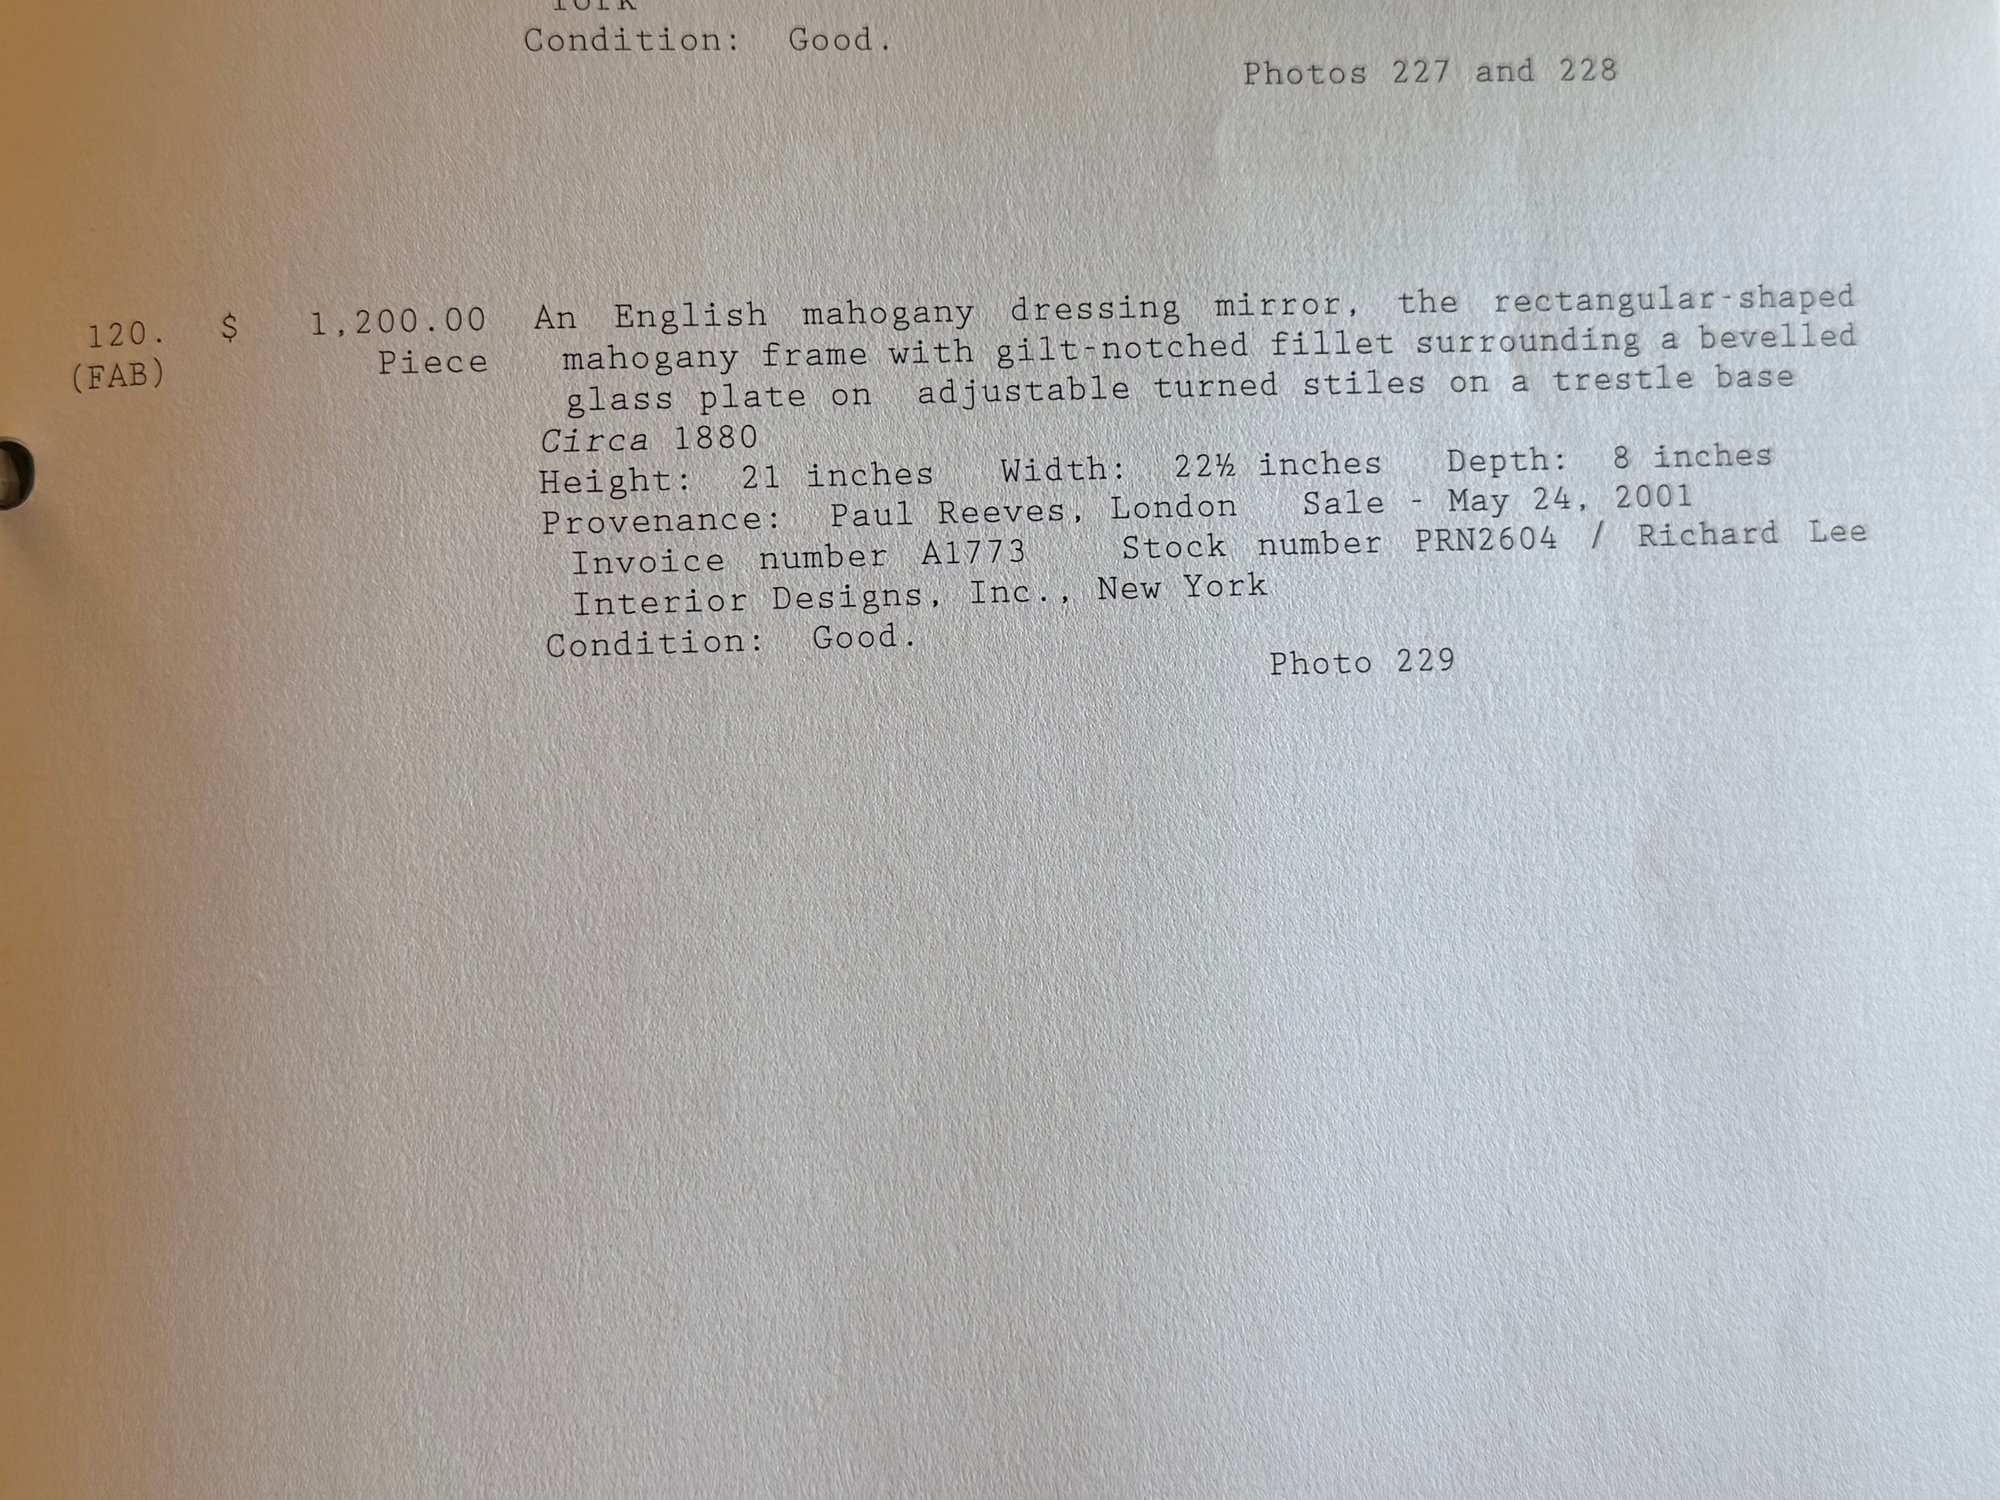 York
Condition: Good.
Photos 227 and 228
120. $ 1,200.00 An English mahogany dressing mirror, the rectangular-shaped
(FAB) Piece mahogany frame with gilt-notched fillet surrounding a bevelled
glass plate on adjustable turned stiles on a trestle base
Circa 1880
Height: 21 inches Width: 22½ inches Depth: 8 inches
Provenance: Paul Reeves, London Sale - May 24, 2001
Invoice number A1773 Stock number PRN2604 / Richard Lee
Interior Designs, Inc., New York
Condition: Good.
Photo 229